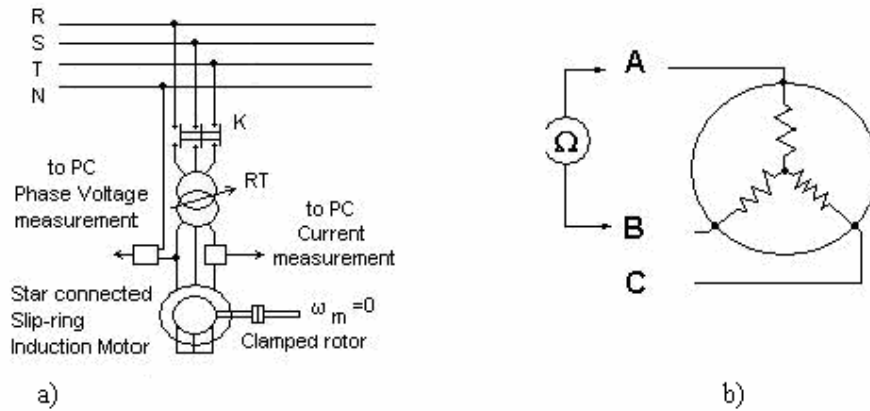 R
S
T
N
K
to PC
Phase Voltage
measurement
RT
to PC
Current
measurement
Star connected
Slip-ring
Induction Motor
ω m =0
Clamped rotor
a)
A
Ω
B
C
b)